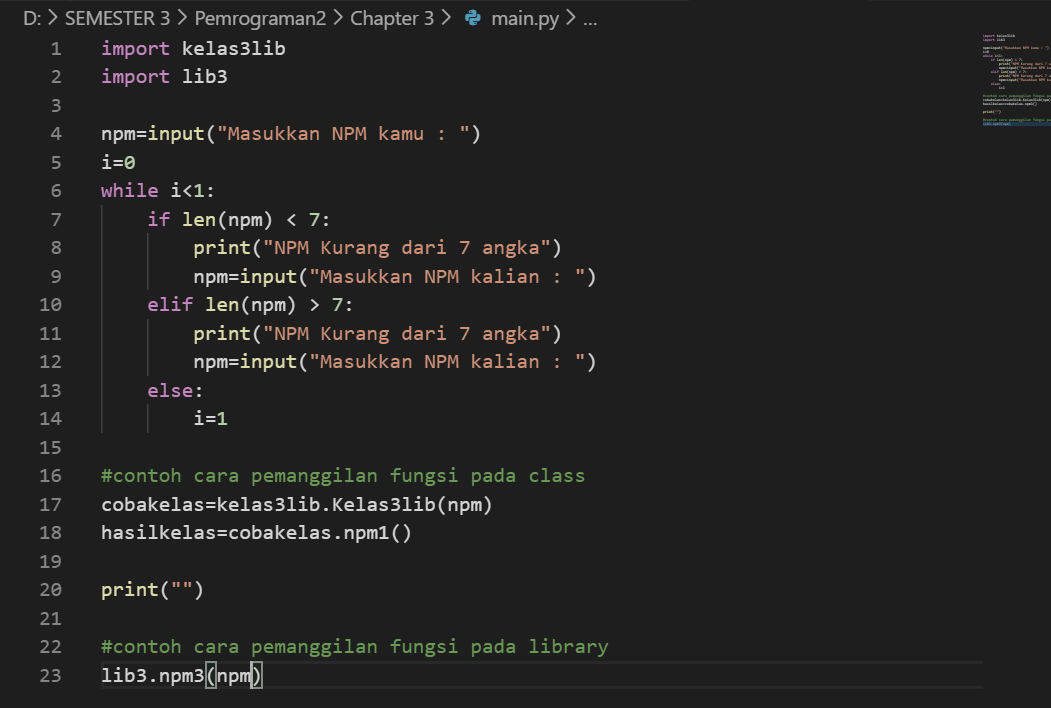 D: > SEMESTER 3 > Pemrograman2 > Chapter 3 > main.py > ...
1 import kelas3lib
2 import lib3
3
4 npm=input("Masukkan NPM kamu : ")
5 i=0
6 while i<1:
7     if len(npm) < 7:
8         print("NPM Kurang dari 7 angka")
9         npm=input("Masukkan NPM kalian : ")
10     elif len(npm) > 7:
11         print("NPM Kurang dari 7 angka")
12         npm=input("Masukkan NPM kalian : ")
13     else:
14         i=1
15
16 #contoh cara pemanggilan fungsi pada class
17 cobakelas=kelas3lib.Kelas3lib(npm)
18 hasilkelas=cobakelas.npm1()
19
20 print("")
21
22 #contoh cara pemanggilan fungsi pada library
23 lib3.npm3(npm)